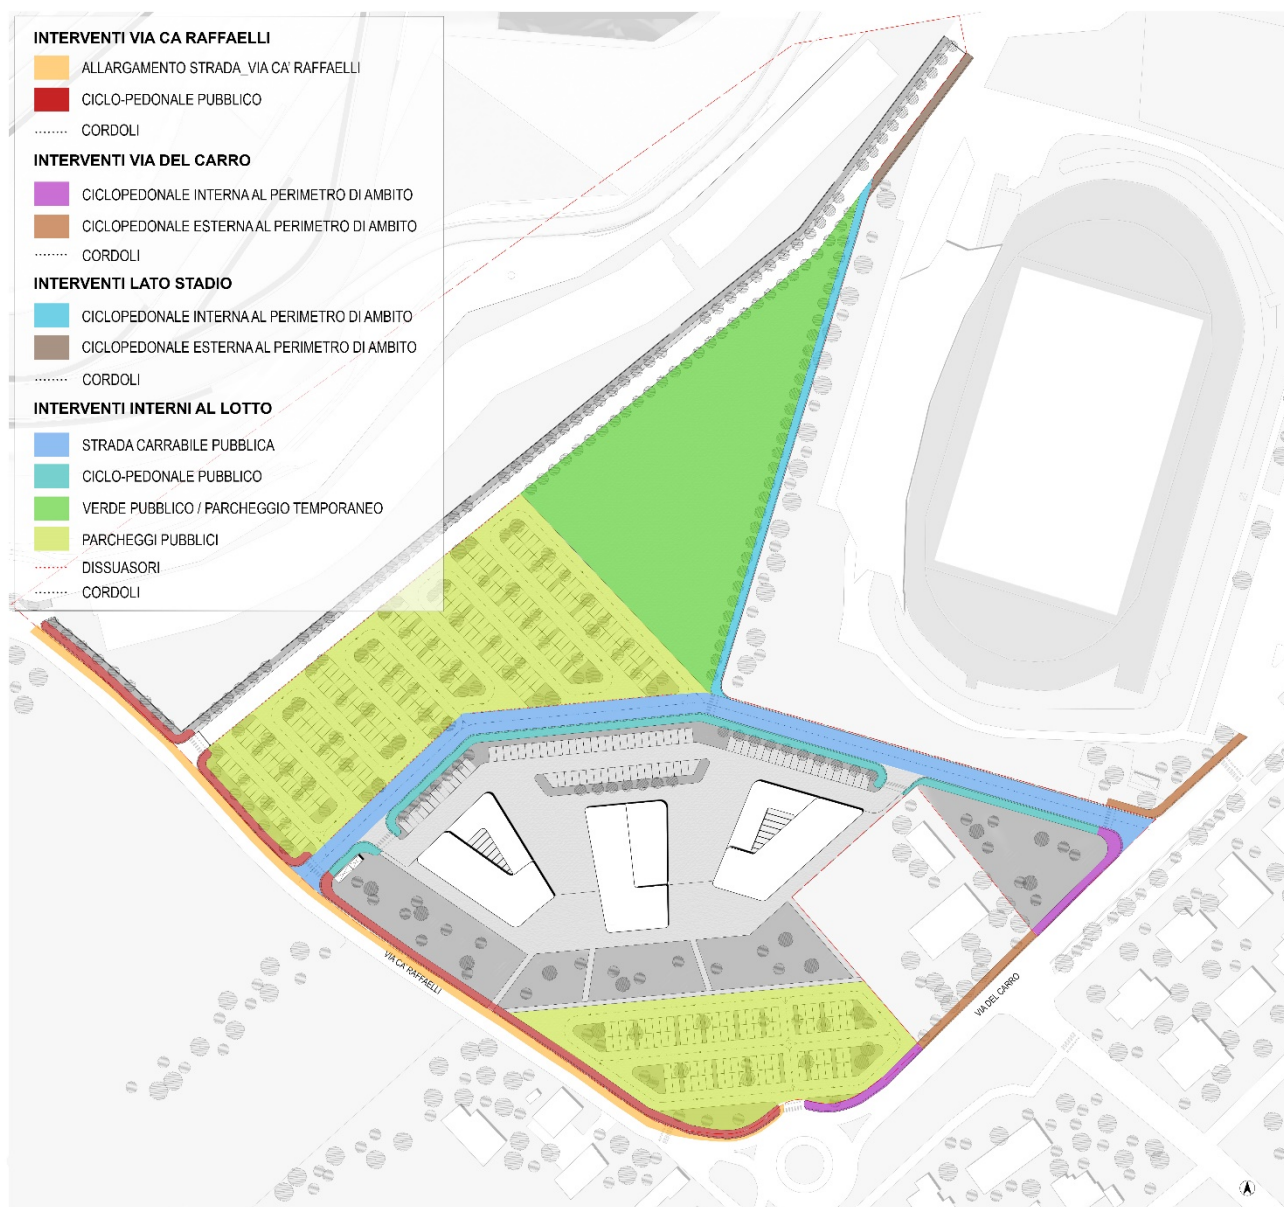 INTERVENTI VIA CA RAFFAELLI
ALLARGAMENTO STRADA_VIA CA' RAFFAELLI
CICLO-PEDONALE PUBBLICO
CORDOLI
INTERVENTI VIA DEL CARRO
CICLOPEDONALE INTERNA AL PERIMETRO DI AMBITO
CICLOPEDONALE ESTERNA AL PERIMETRO DI AMBITO
CORDOLI
INTERVENTI LATO STADIO
CICLOPEDONALE INTERNA AL PERIMETRO DI AMBITO
CICLOPEDONALE ESTERNA AL PERIMETRO DI AMBITO
CORDOLI
INTERVENTI INTERNI AL LOTTO
STRADA CARRABILE PUBBLICA
CICLO-PEDONALE PUBBLICO
VERDE PUBBLICO / PARCHEGGIO TEMPORANEO
PARCHEGGI PUBBLICI
DISSUASORI
CORDOLI
VIA CA RAFFAELLI
VIA DEL CARRO